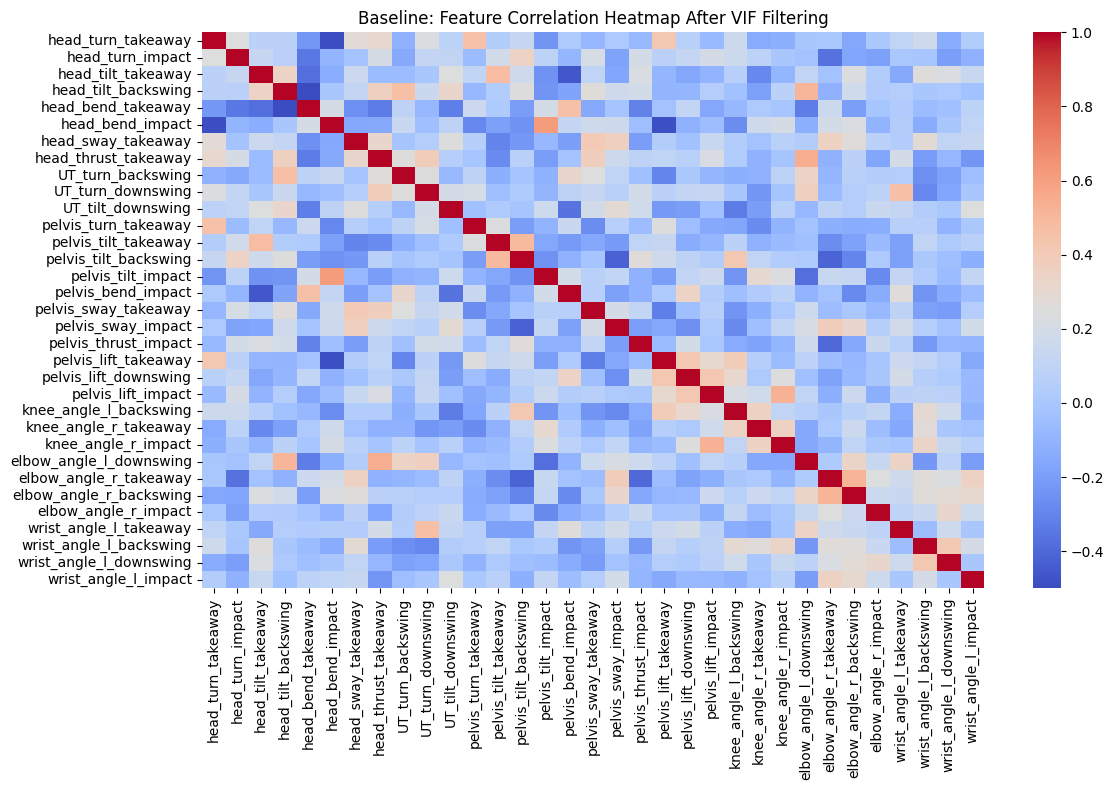 Baseline: Feature Correlation Heatmap After VIF Filtering
head_turn_takeaway
head_turn_impact
head_tilt_takeaway
head_tilt_backswing
head_bend_takeaway
head_bend_impact
head_sway_takeaway
head_thrust_takeaway
UT_turn_backswing
UT_turn_downswing
UT_tilt_downswing
pelvis_turn_takeaway
pelvis_tilt_takeaway
pelvis_tilt_backswing
pelvis_tilt_impact
pelvis_bend_impact
pelvis_sway_takeaway
pelvis_sway_impact
pelvis_thrust_impact
pelvis_lift_takeaway
pelvis_lift_downswing
pelvis_lift_impact
knee_angle_l_backswing
knee_angle_r_takeaway
knee_angle_r_impact
elbow_angle_l_downswing
elbow_angle_r_takeaway
elbow_angle_r_backswing
elbow_angle_r_impact
wrist_angle_l_takeaway
wrist_angle_l_backswing
wrist_angle_l_downswing
wrist_angle_l_impact
head_turn_takeaway
head_turn_impact
head_tilt_takeaway
head_tilt_backswing
head_bend_takeaway
head_bend_impact
head_sway_takeaway
head_thrust_takeaway
UT_turn_backswing
UT_turn_downswing
UT_tilt_downswing
pelvis_turn_takeaway
pelvis_tilt_takeaway
pelvis_tilt_backswing
pelvis_tilt_impact
pelvis_bend_impact
pelvis_sway_takeaway
pelvis_sway_impact
pelvis_thrust_impact
pelvis_lift_takeaway
pelvis_lift_downswing
pelvis_lift_impact
knee_angle_l_backswing
knee_angle_r_takeaway
knee_angle_r_impact
elbow_angle_l_downswing
elbow_angle_r_takeaway
elbow_angle_r_backswing
elbow_angle_r_impact
wrist_angle_l_takeaway
wrist_angle_l_backswing
wrist_angle_l_downswing
wrist_angle_l_impact
1.0
0.8
0.6
0.4
0.2
0.0
−0.2
−0.4